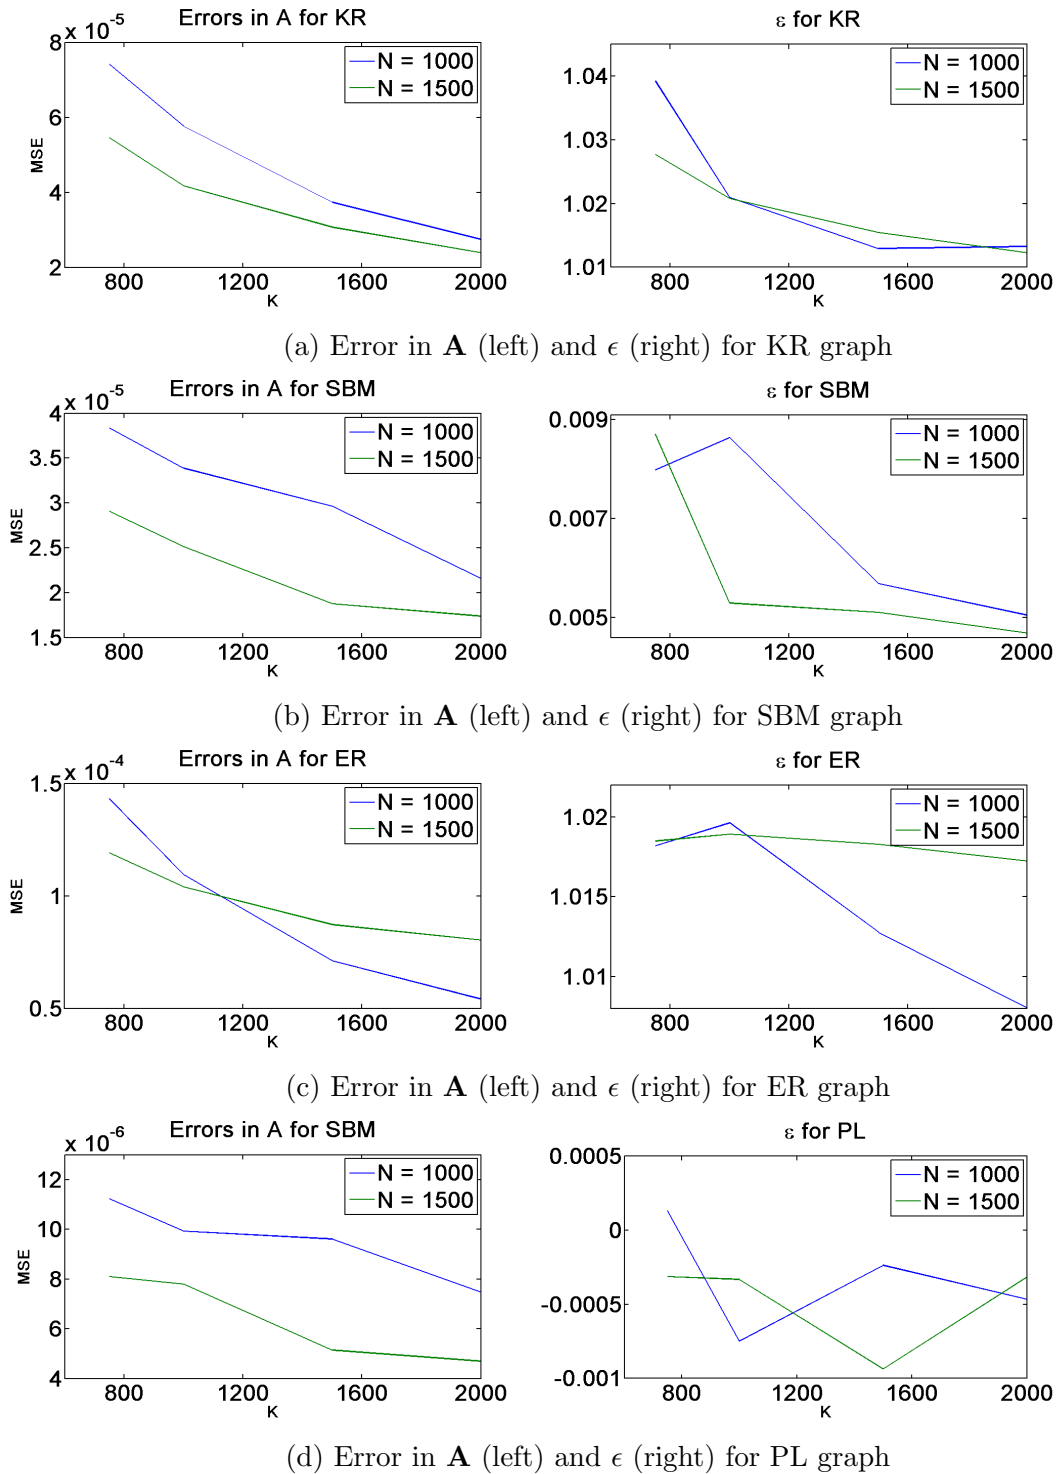 Errors in A for KR
x 10-5
8
6
4
2
MSE
800 1200 1600 2000
K
N = 1000
N = 1500
ε for KR
1.04
1.03
1.02
1.01
800 1200 1600 2000
K
N = 1000
N = 1500
(a) Error in A (left) and ϵ (right) for KR graph
Errors in A for SBM
x 10-5
4
3.5
3
2.5
2
1.5
MSE
800 1200 1600 2000
K
N = 1000
N = 1500
ε for SBM
0.009
0.007
0.005
800 1200 1600 2000
K
N = 1000
N = 1500
(b) Error in A (left) and ϵ (right) for SBM graph
Errors in A for ER
x 10-4
1.5
1
0.5
MSE
800 1200 1600 2000
K
N = 1000
N = 1500
ε for ER
1.02
1.015
1.01
800 1200 1600 2000
K
N = 1000
N = 1500
(c) Error in A (left) and ϵ (right) for ER graph
Errors in A for SBM
x 10-6
12
10
8
6
4
MSE
800 1200 1600 2000
K
N = 1000
N = 1500
ε for PL
0.0005
0
-0.0005
-0.001
800 1200 1600 2000
K
N = 1000
N = 1500
(d) Error in A (left) and ϵ (right) for PL graph